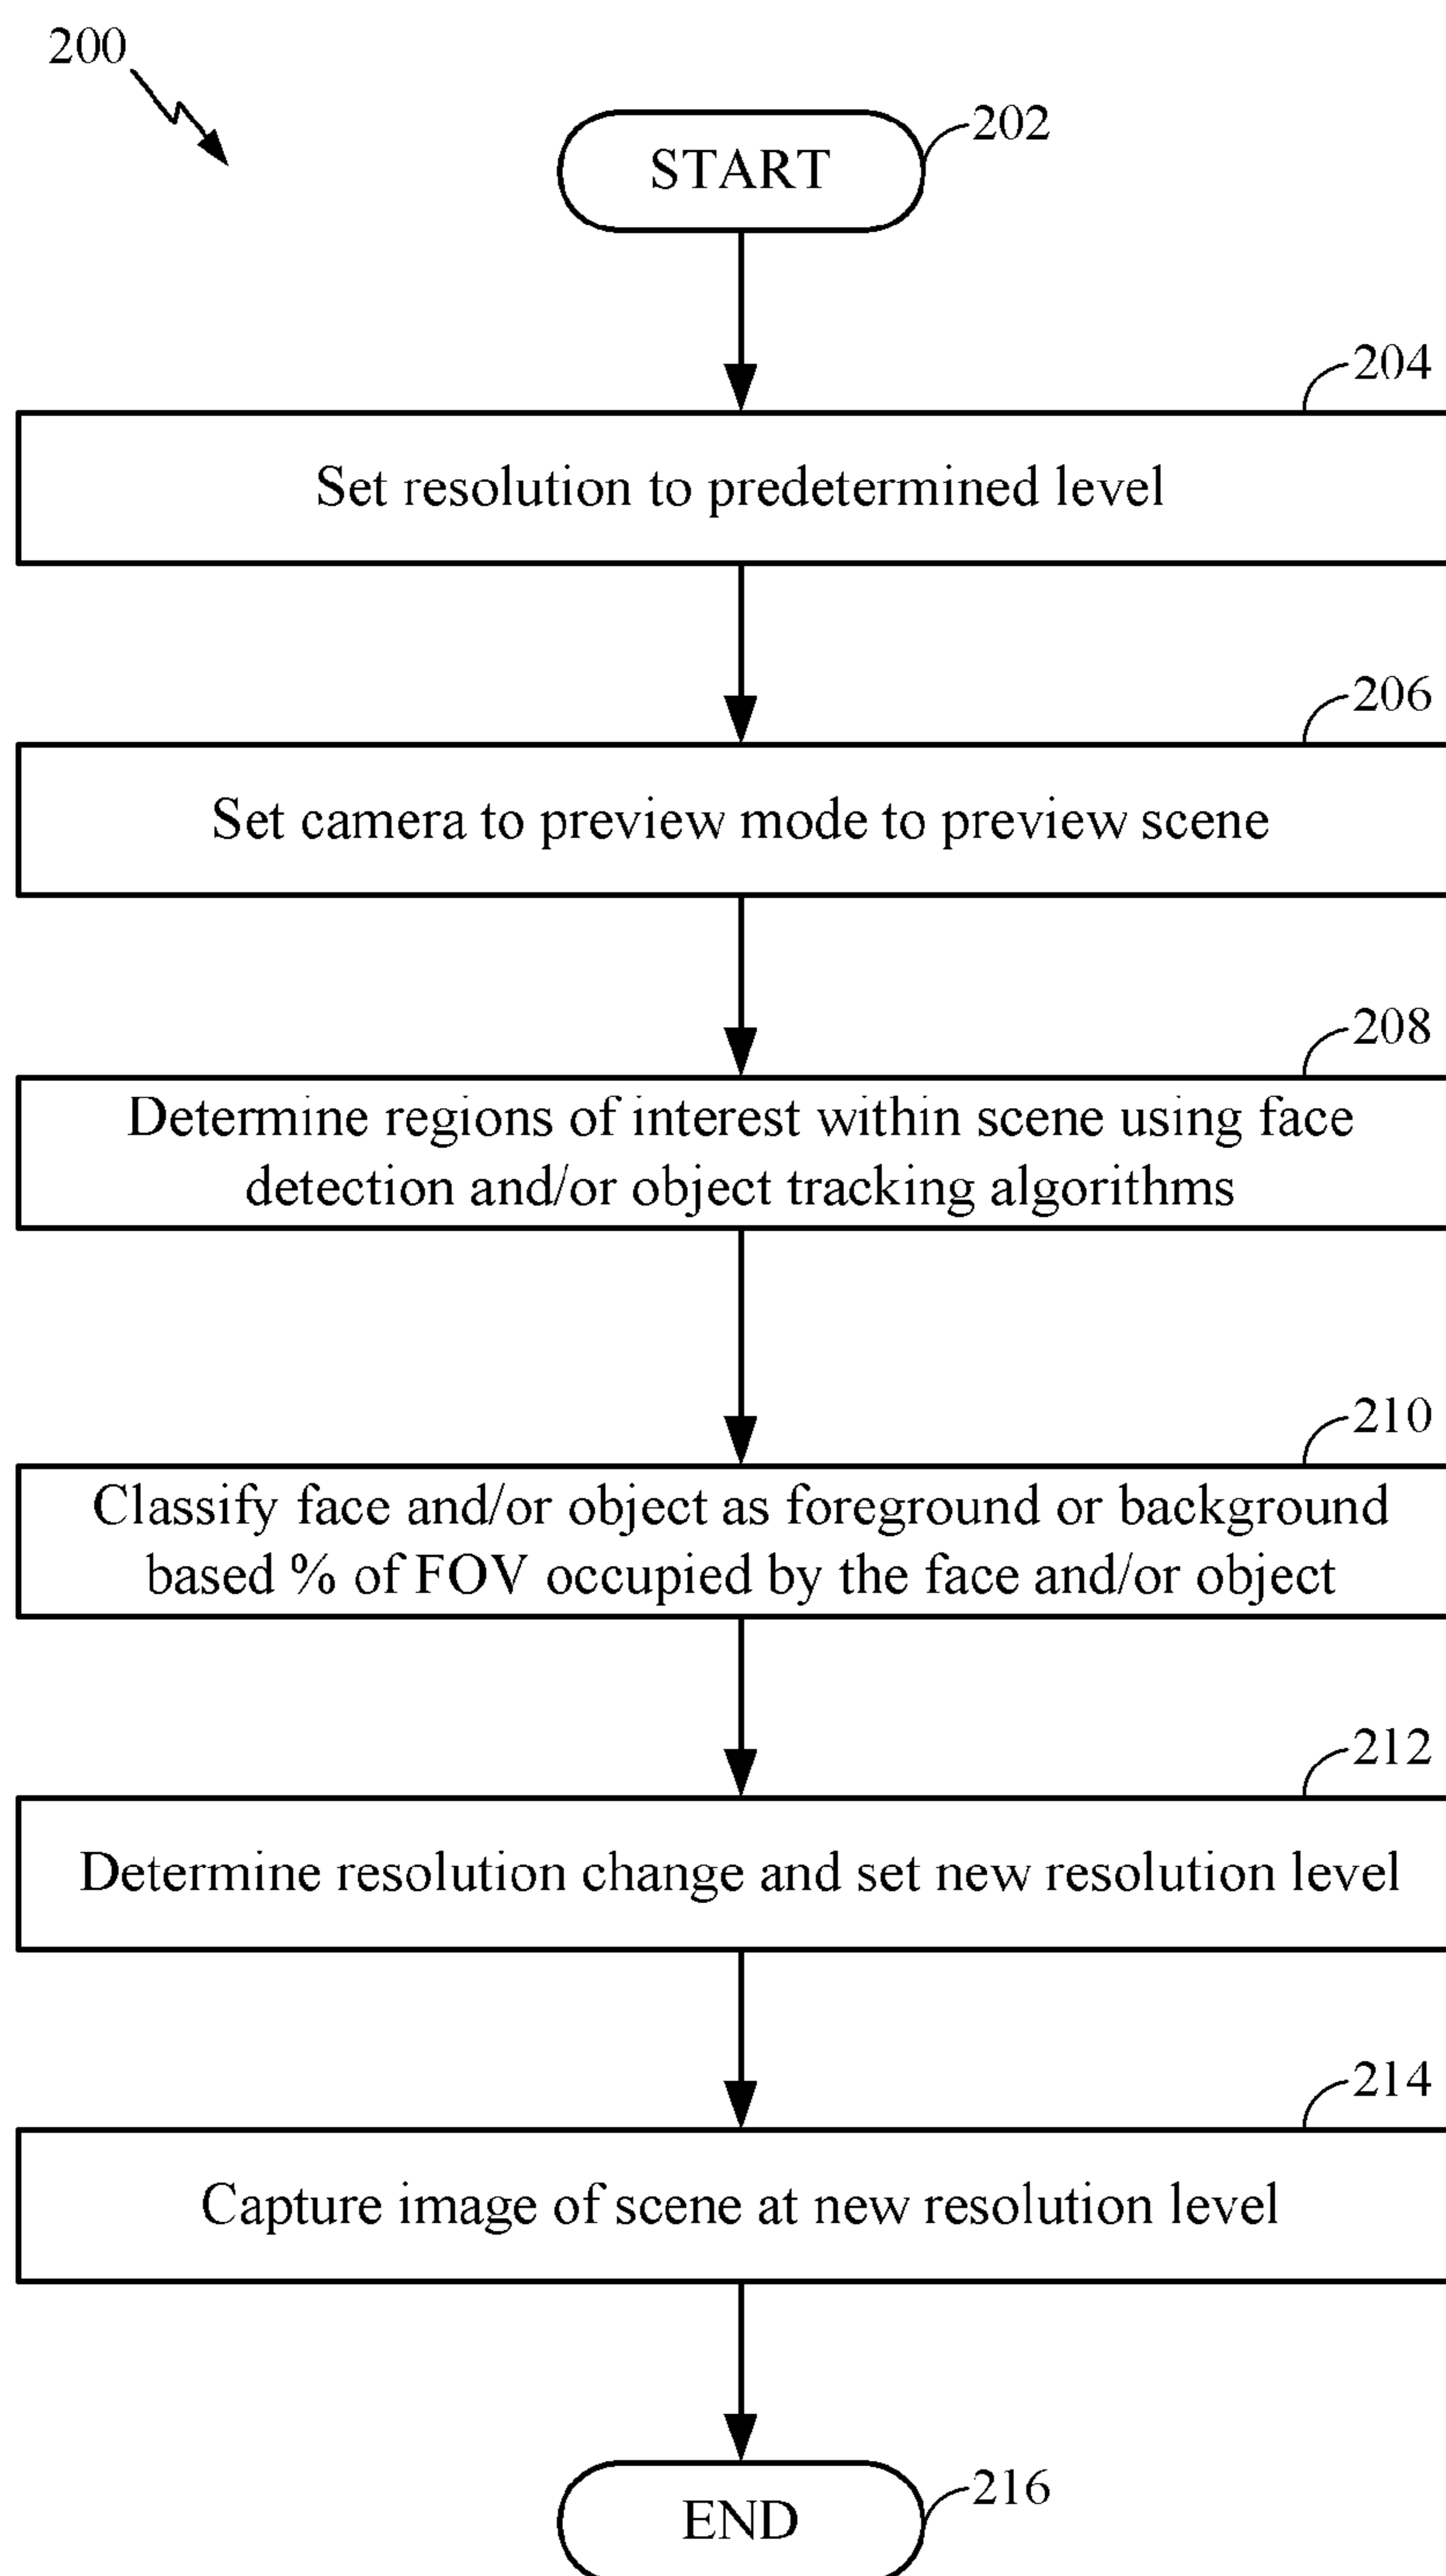 200
202
START
204
Set resolution to predetermined level
206
Set camera to preview mode to preview scene
208
Determine regions of interest within scene using face
detection and/or object tracking algorithms
210
Classify face and/or object as foreground or background
based % of FOV occupied by the face and/or object
212
Determine resolution change and set new resolution level
214
Capture image of scene at new resolution level
216
END